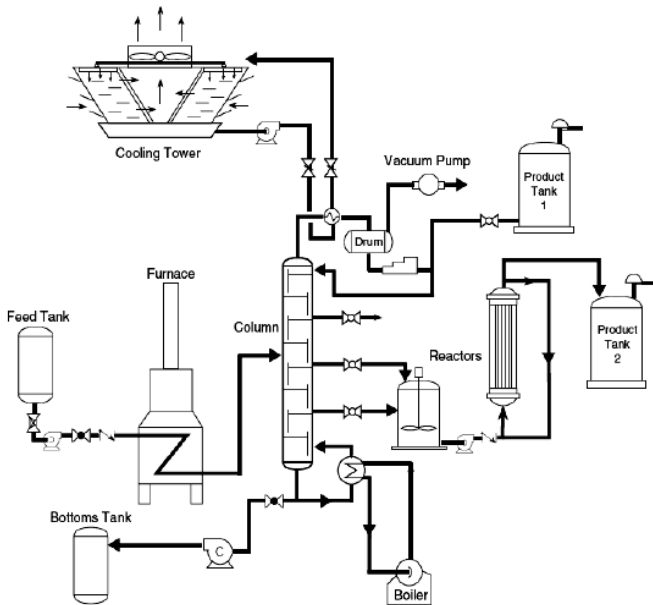 Cooling Tower
Vacuum Pump
Product
Tank
1
Drum
Furnace
Feed Tank
Column
Reactors
Product
Tank
2
Bottoms Tank
C
Boiler